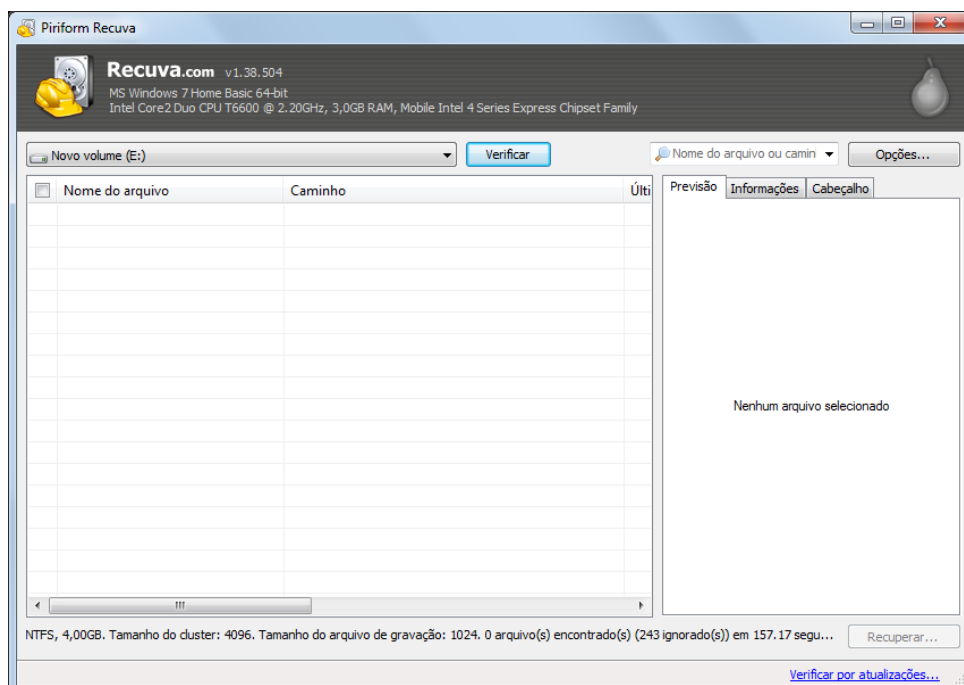 Piriform Recuva
Recuva.com v1.38.504
MS Windows 7 Home Basic 64-bit
Intel Core2 Duo CPU T6600 @ 2.20GHz, 3,0GB RAM, Mobile Intel 4 Series Express Chipset Family
Novo volume (E:)
Verificar
Nome do arquivo ou camin
Opções...
Nome do arquivo
Caminho
Últi
Previsão
Informações
Cabeçalho
Nenhum arquivo selecionado
NTFS, 4,00GB. Tamanho do cluster: 4096. Tamanho do arquivo de gravação: 1024. 0 arquivo(s) encontrado(s) (243 ignorado(s)) em 157.17 segu...
Recuperar...
Verificar por atualizações...